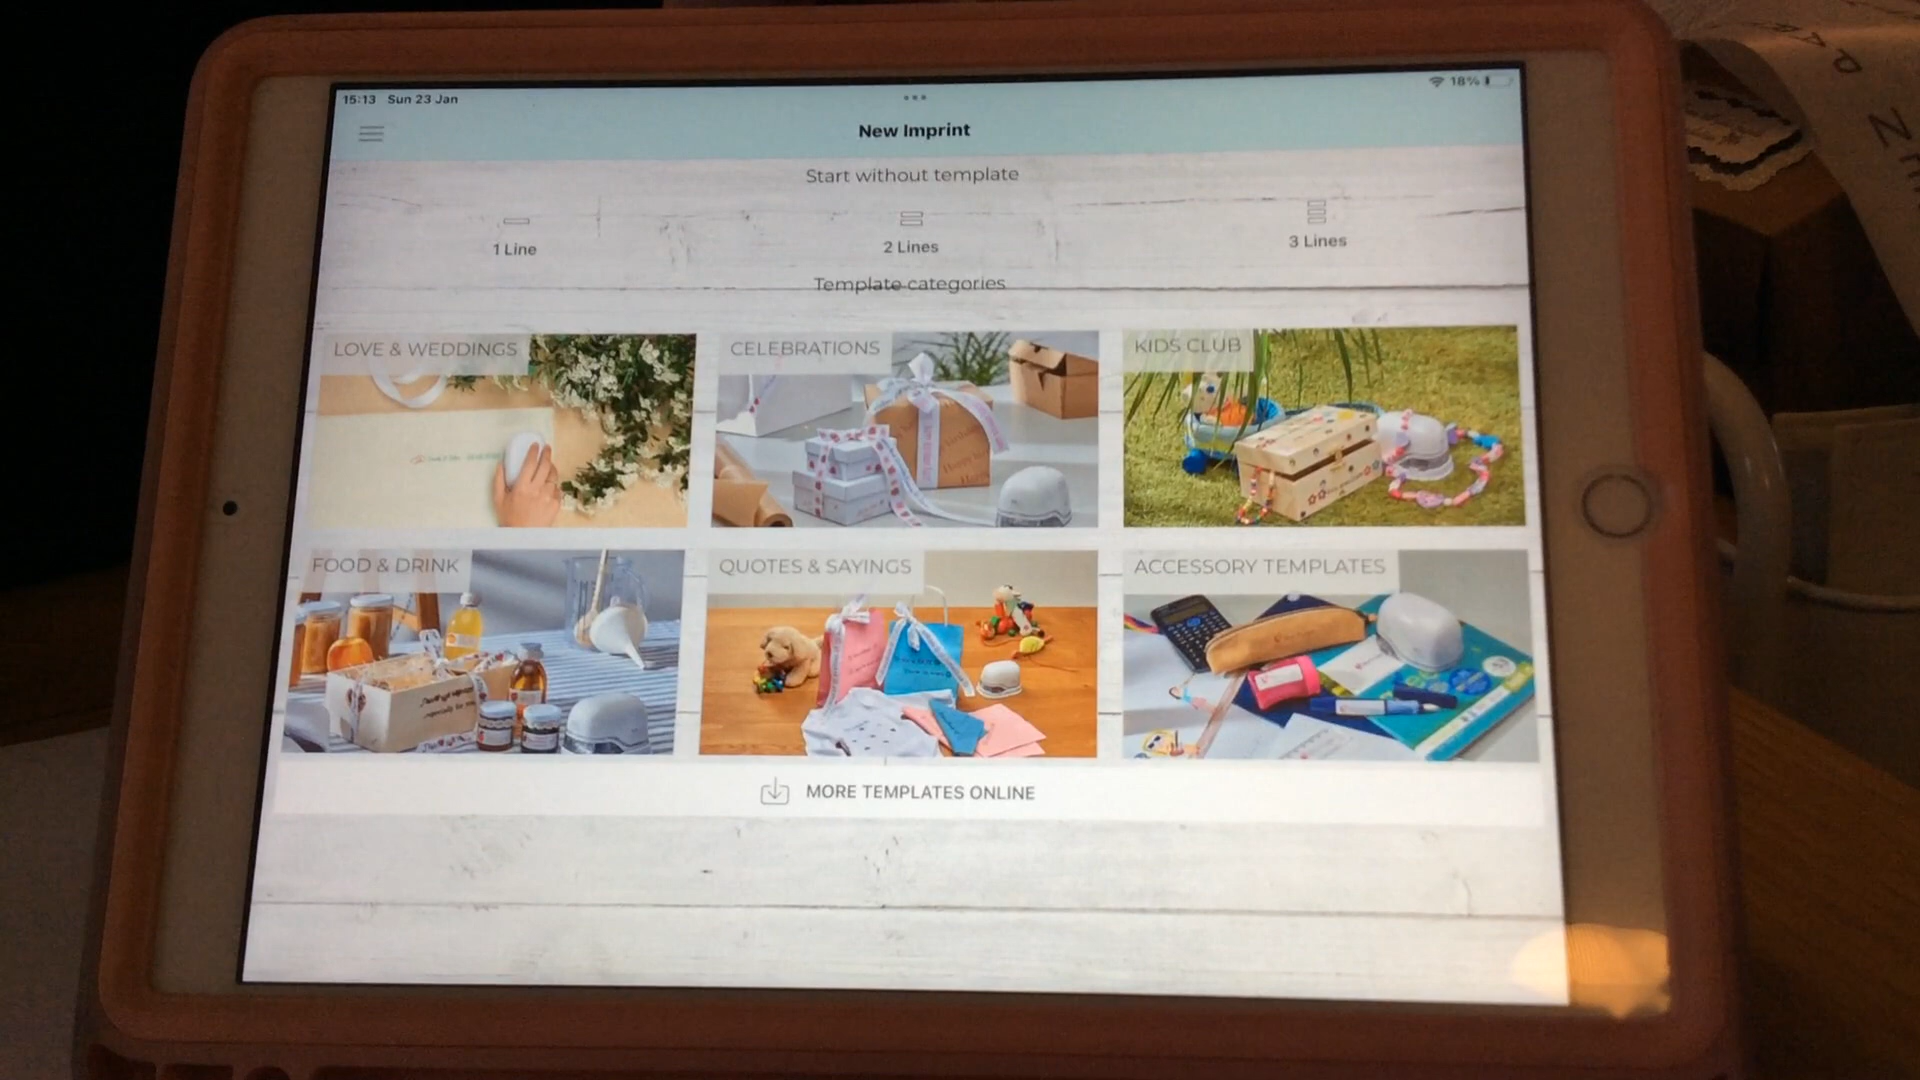 15:13 Sun 23 Jan
18%
New Imprint
Start without template
1 Line
2 Lines
3 Lines
Template categories
LOVE & WEDDINGS
CELEBRATIONS
KIDS CLUB
FOOD & DRINK
QUOTES & SAYINGS
ACCESSORY TEMPLATES
MORE TEMPLATES ONLINE